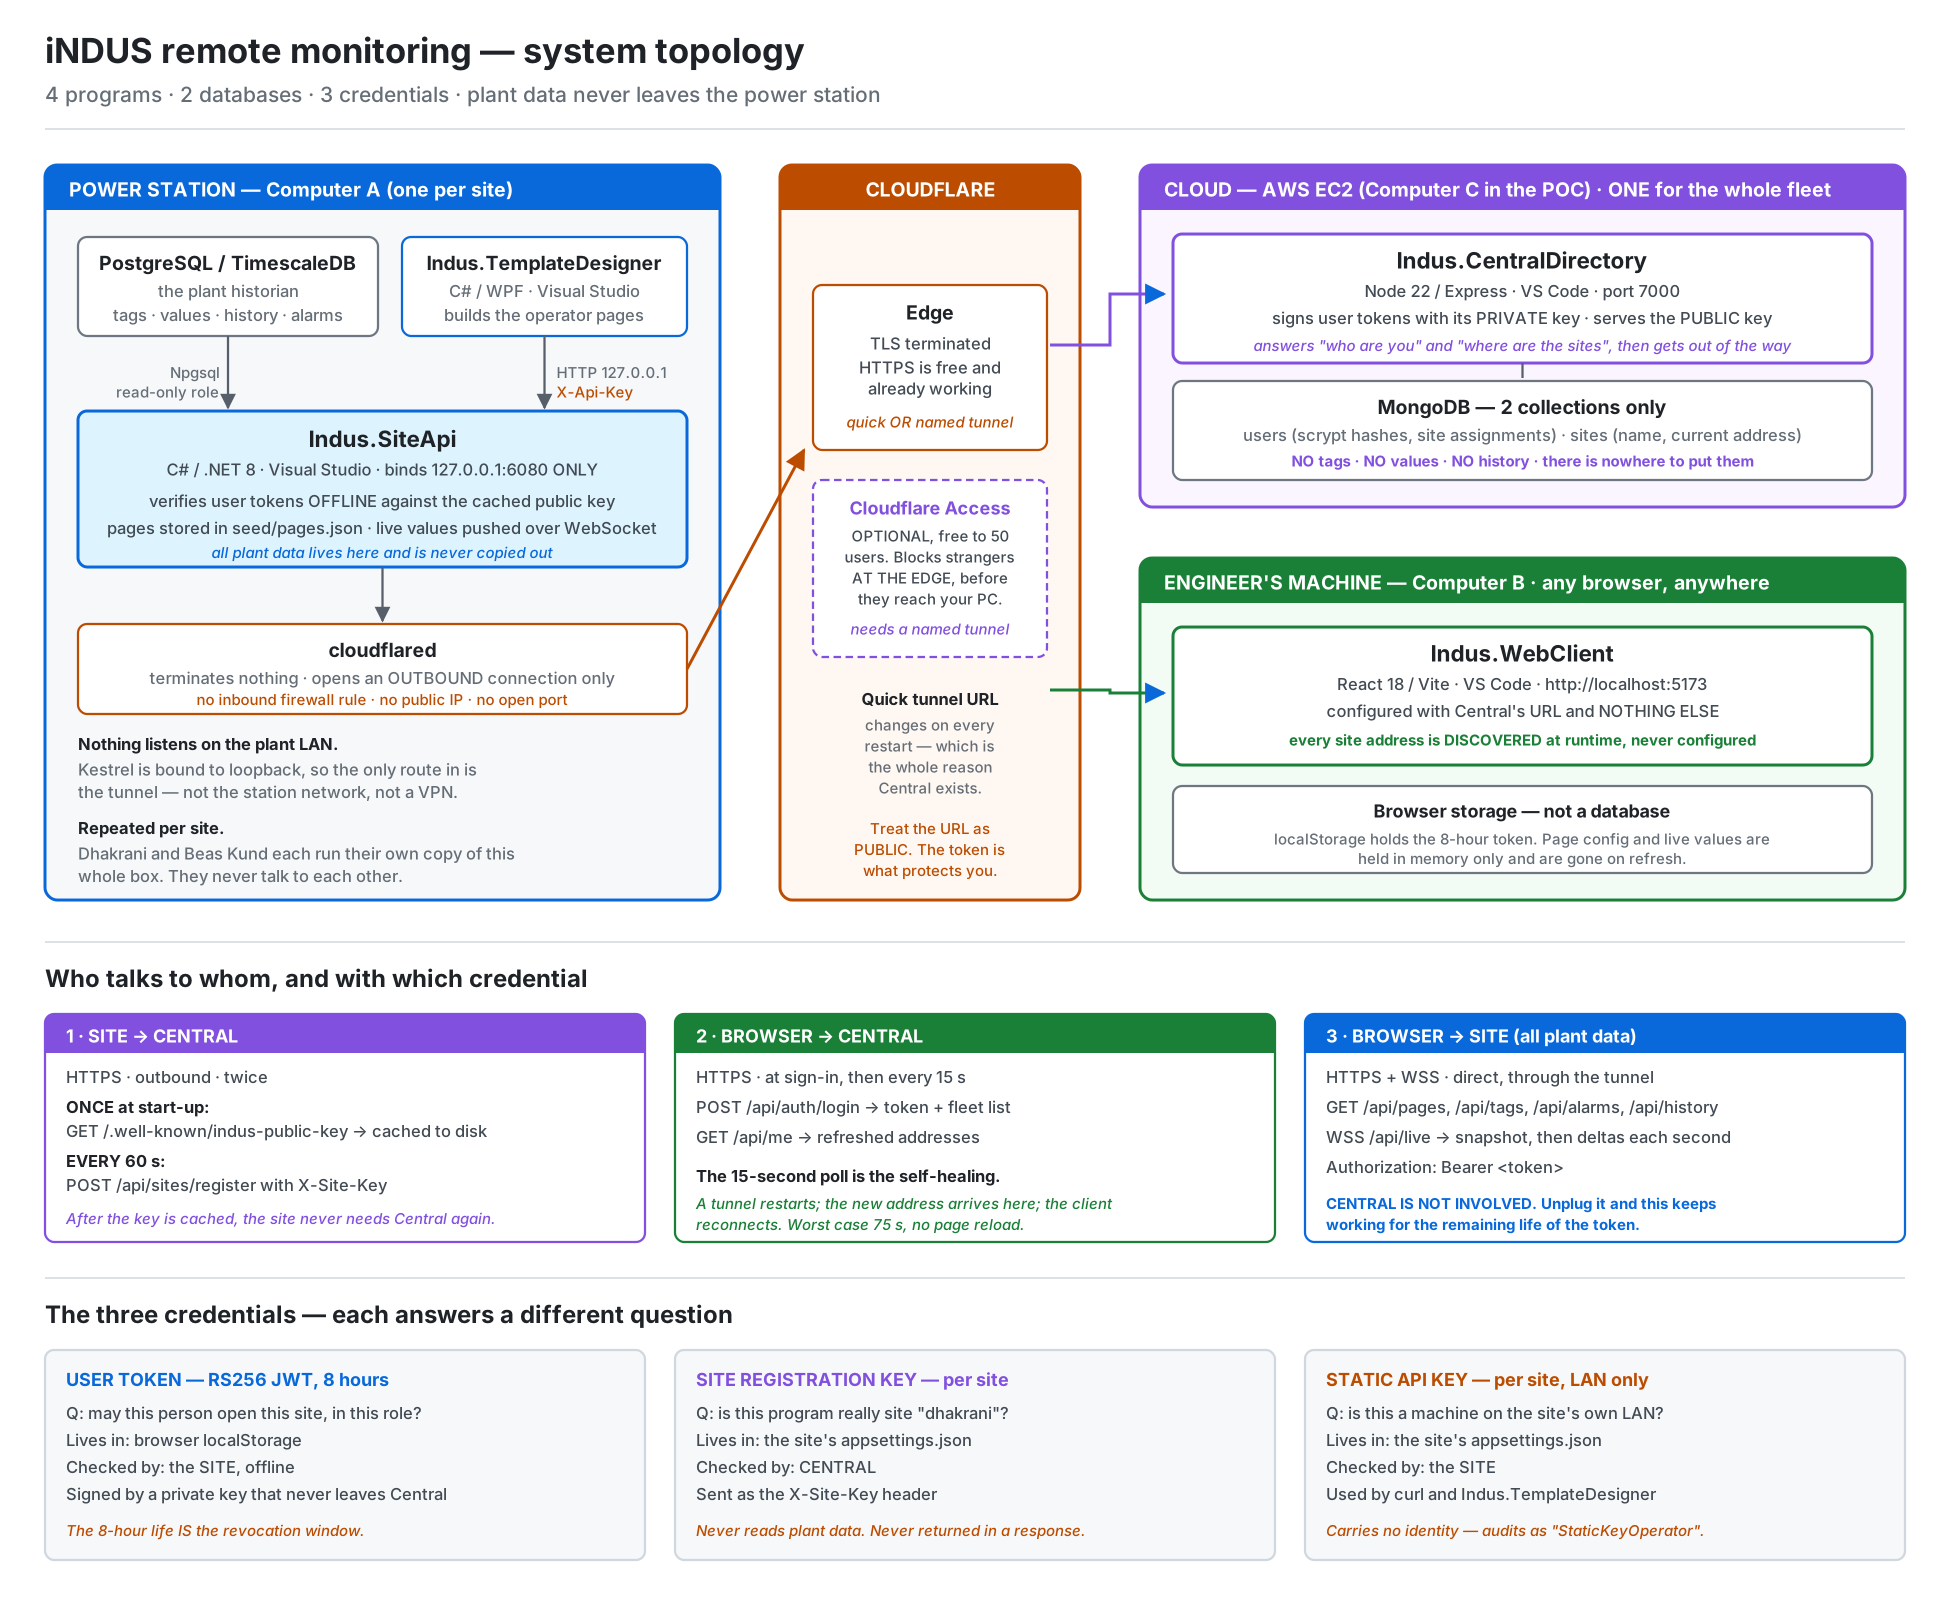 iNDUS remote monitoring — system topology
4 programs · 2 databases · 3 credentials · plant data never leaves the power station
POWER STATION — Computer A (one per site)
PostgreSQL / TimescaleDB
the plant historian
tags · values · history · alarms
Indus.TemplateDesigner
C# / WPF · Visual Studio
builds the operator pages
Npgsql
read-only role
HTTP 127.0.0.1
X-Api-Key
Indus.SiteApi
C# / .NET 8 · Visual Studio · binds 127.0.0.1:6080 ONLY
verifies user tokens OFFLINE against the cached public key
pages stored in seed/pages.json · live values pushed over WebSocket
all plant data lives here and is never copied out
cloudflared
terminates nothing · opens an OUTBOUND connection only
no inbound firewall rule · no public IP · no open port
Nothing listens on the plant LAN.
Kestrel is bound to loopback, so the only route in is
the tunnel — not the station network, not a VPN.
Repeated per site.
Dhakrani and Beas Kund each run their own copy of this
whole box. They never talk to each other.
CLOUDFLARE
Edge
TLS terminated
HTTPS is free and
already working
quick OR named tunnel
Cloudflare Access
OPTIONAL, free to 50
users. Blocks strangers
AT THE EDGE, before
they reach your PC.
needs a named tunnel
Quick tunnel URL
changes on every
restart — which is
the whole reason
Central exists.
Treat the URL as
PUBLIC. The token is
what protects you.
CLOUD — AWS EC2 (Computer C in the POC) · ONE for the whole fleet
Indus.CentralDirectory
Node 22 / Express · VS Code · port 7000
signs user tokens with its PRIVATE key · serves the PUBLIC key
answers "who are you" and "where are the sites", then gets out of the way
MongoDB — 2 collections only
users (scrypt hashes, site assignments) · sites (name, current address)
NO tags · NO values · NO history · there is nowhere to put them
ENGINEER'S MACHINE — Computer B · any browser, anywhere
Indus.WebClient
React 18 / Vite · VS Code · http://localhost:5173
configured with Central's URL and NOTHING ELSE
every site address is DISCOVERED at runtime, never configured
Browser storage — not a database
localStorage holds the 8-hour token. Page config and live values are
held in memory only and are gone on refresh.
Who talks to whom, and with which credential
1 · SITE → CENTRAL
HTTPS · outbound · twice
ONCE at start-up:
GET /.well-known/indus-public-key → cached to disk
EVERY 60 s:
POST /api/sites/register with X-Site-Key
After the key is cached, the site never needs Central again.
2 · BROWSER → CENTRAL
HTTPS · at sign-in, then every 15 s
POST /api/auth/login → token + fleet list
GET /api/me → refreshed addresses
The 15-second poll is the self-healing.
A tunnel restarts; the new address arrives here; the client
reconnects. Worst case 75 s, no page reload.
3 · BROWSER → SITE (all plant data)
HTTPS + WSS · direct, through the tunnel
GET /api/pages, /api/tags, /api/alarms, /api/history
WSS /api/live → snapshot, then deltas each second
Authorization: Bearer <token>
CENTRAL IS NOT INVOLVED. Unplug it and this keeps
working for the remaining life of the token.
The three credentials — each answers a different question
USER TOKEN — RS256 JWT, 8 hours
Q: may this person open this site, in this role?
Lives in: browser localStorage
Checked by: the SITE, offline
Signed by a private key that never leaves Central
The 8-hour life IS the revocation window.
SITE REGISTRATION KEY — per site
Q: is this program really site "dhakrani"?
Lives in: the site's appsettings.json
Checked by: CENTRAL
Sent as the X-Site-Key header
Never reads plant data. Never returned in a response.
STATIC API KEY — per site, LAN only
Q: is this a machine on the site's own LAN?
Lives in: the site's appsettings.json
Checked by: the SITE
Used by curl and Indus.TemplateDesigner
Carries no identity — audits as "StaticKeyOperator".